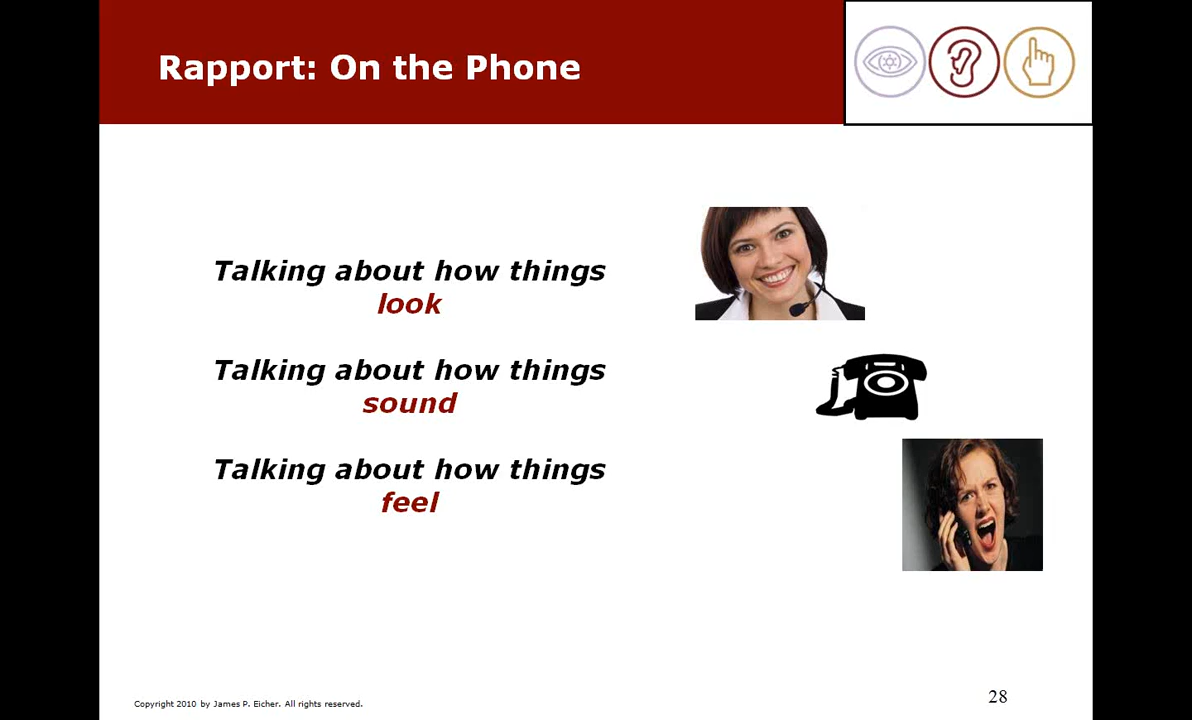 Rapport: On the Phone
Talking about how things
look
Talking about how things
sound
Talking about how things
feel
Copyright 2010 by James P. Eicher. All rights reserved.
28